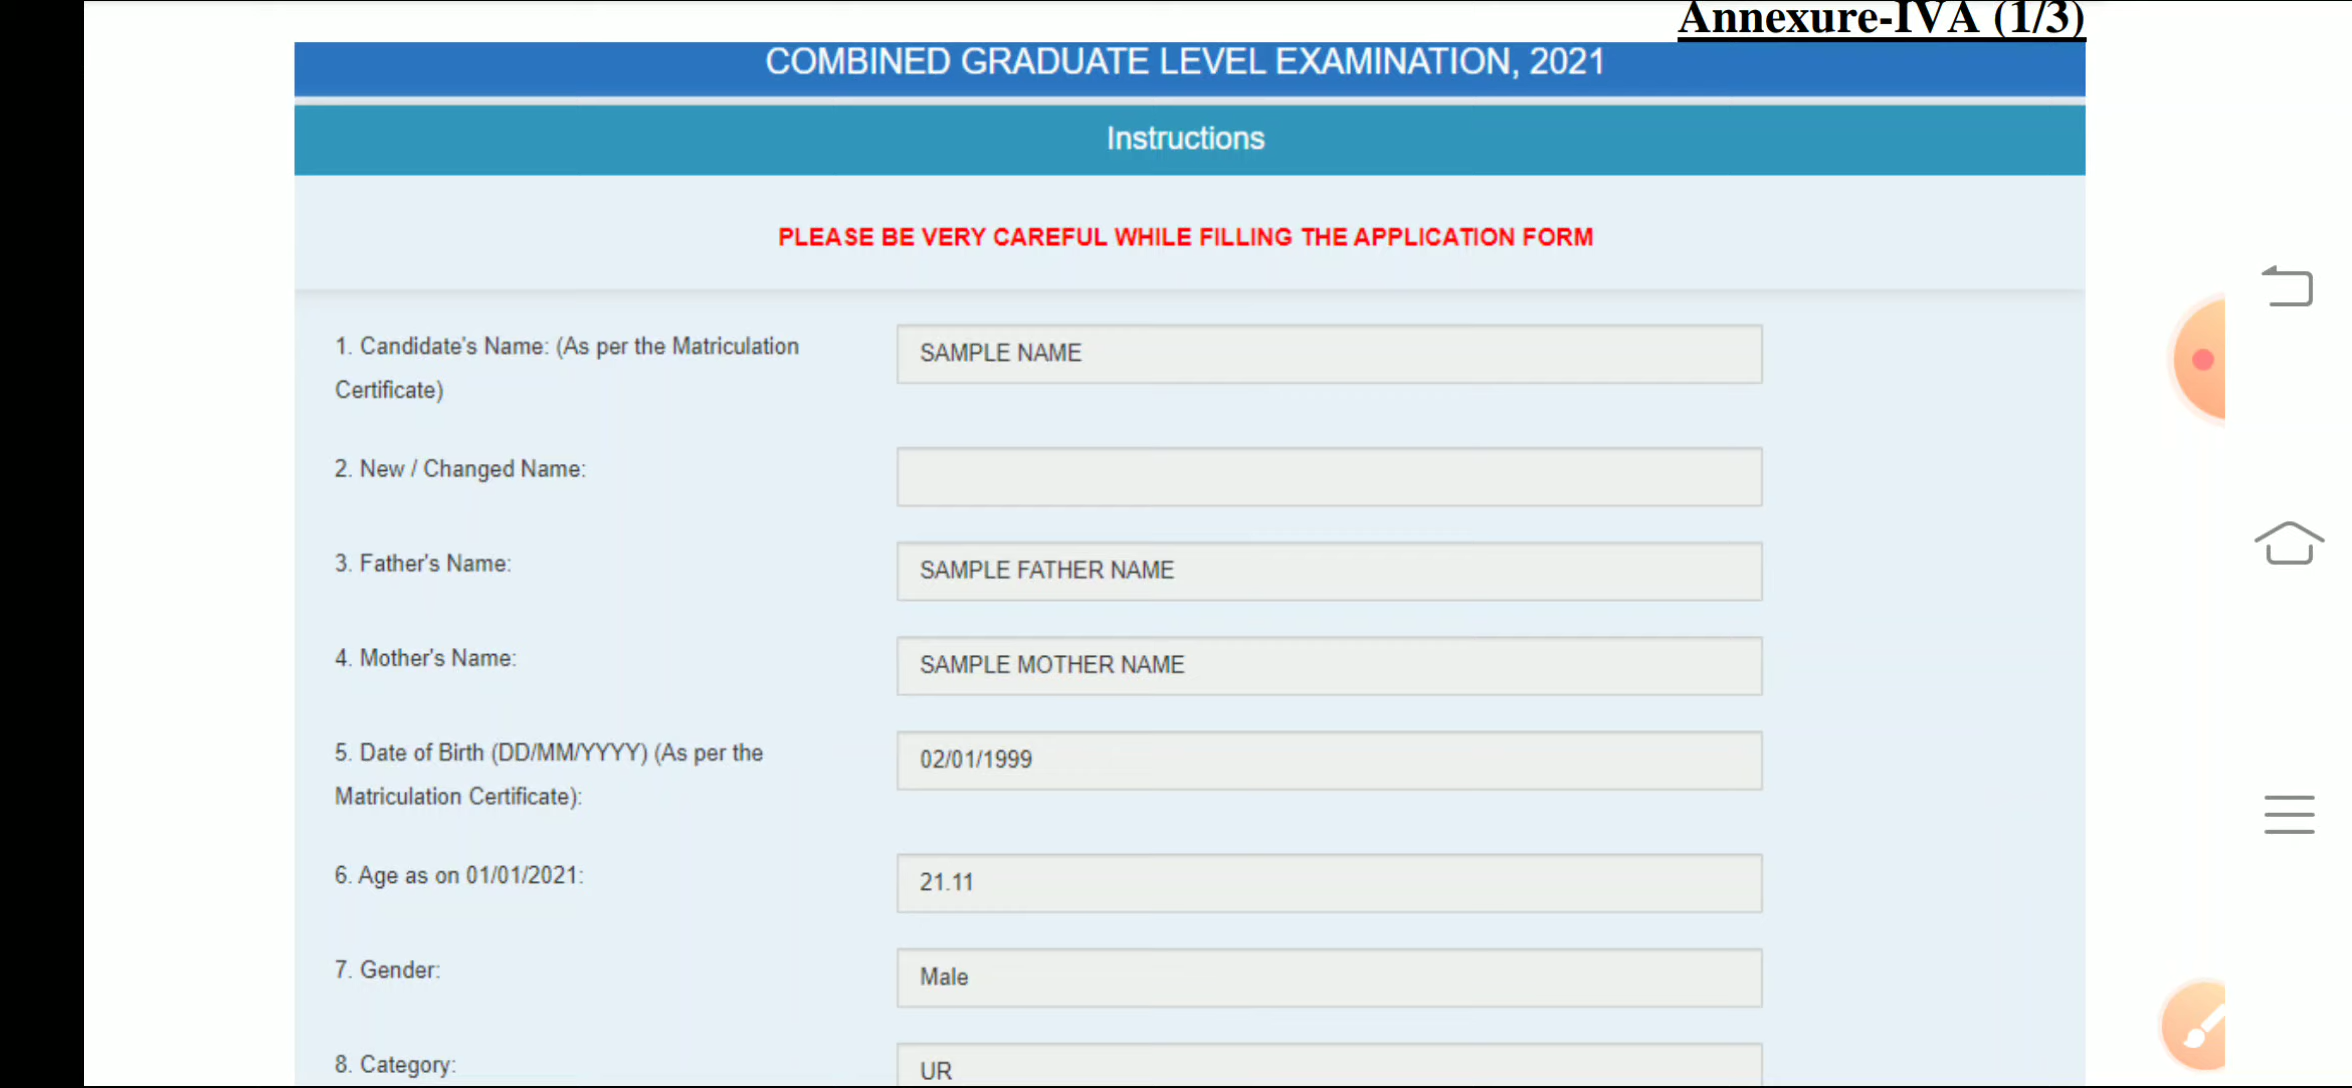 Annexure-IVA (1/3)
COMBINED GRADUATE LEVEL EXAMINATION, 2021
Instructions
PLEASE BE VERY CAREFUL WHILE FILLING THE APPLICATION FORM
1. Candidate's Name: (As per the Matriculation
Certificate)
SAMPLE NAME
2. New / Changed Name:
3. Father's Name:
SAMPLE FATHER NAME
4. Mother's Name:
SAMPLE MOTHER NAME
5. Date of Birth (DD/MM/YYYY) (As per the
Matriculation Certificate):
02/01/1999
6. Age as on 01/01/2021:
21.11
7. Gender:
Male
8. Category:
UR